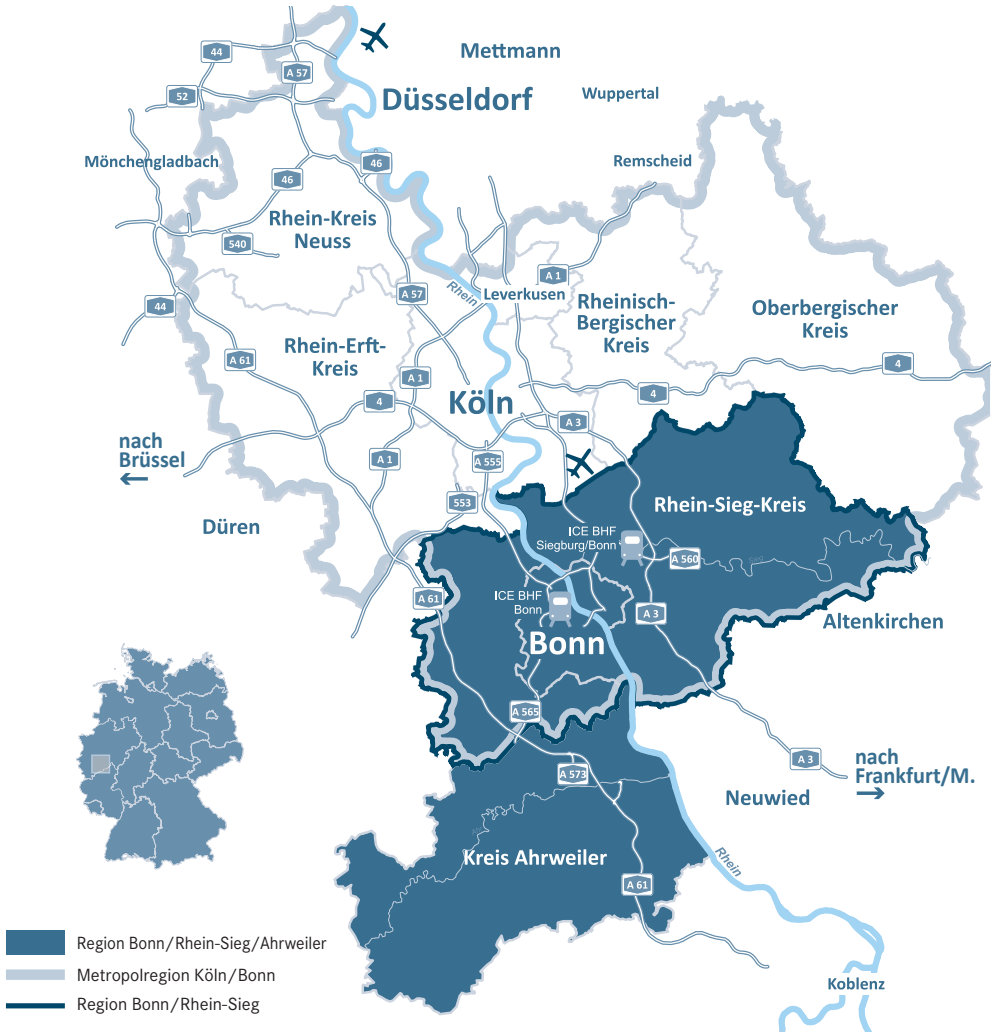 Mettmann
44
A 57
Düsseldorf
Wuppertal
52
Mönchengladbach
46
Remscheid
46
Rhein-Kreis
Neuss
540
A 1
Rhein
Leverkusen
A 57
44
Rheinisch-
Bergischer
Kreis
Oberbergischer
Kreis
Rhein-Erft-
Kreis
A 61
A 1
4
4
4
Köln
A 3
nach
Brüssel
←
A 1
A 555
553
Rhein-Sieg-Kreis
Düren
ICE BHF
Siegburg/Bonn
A 560
A 61
ICE BHF
Bonn
A 3
Altenkirchen
Bonn
A 565
A 3
nach
Frankfurt/M.
→
A 573
Neuwied
Kreis Ahrweiler
Rhein
A 61
Region Bonn/Rhein-Sieg/Ahrweiler
Metropolregion Köln/Bonn
Region Bonn/Rhein-Sieg
Koblenz